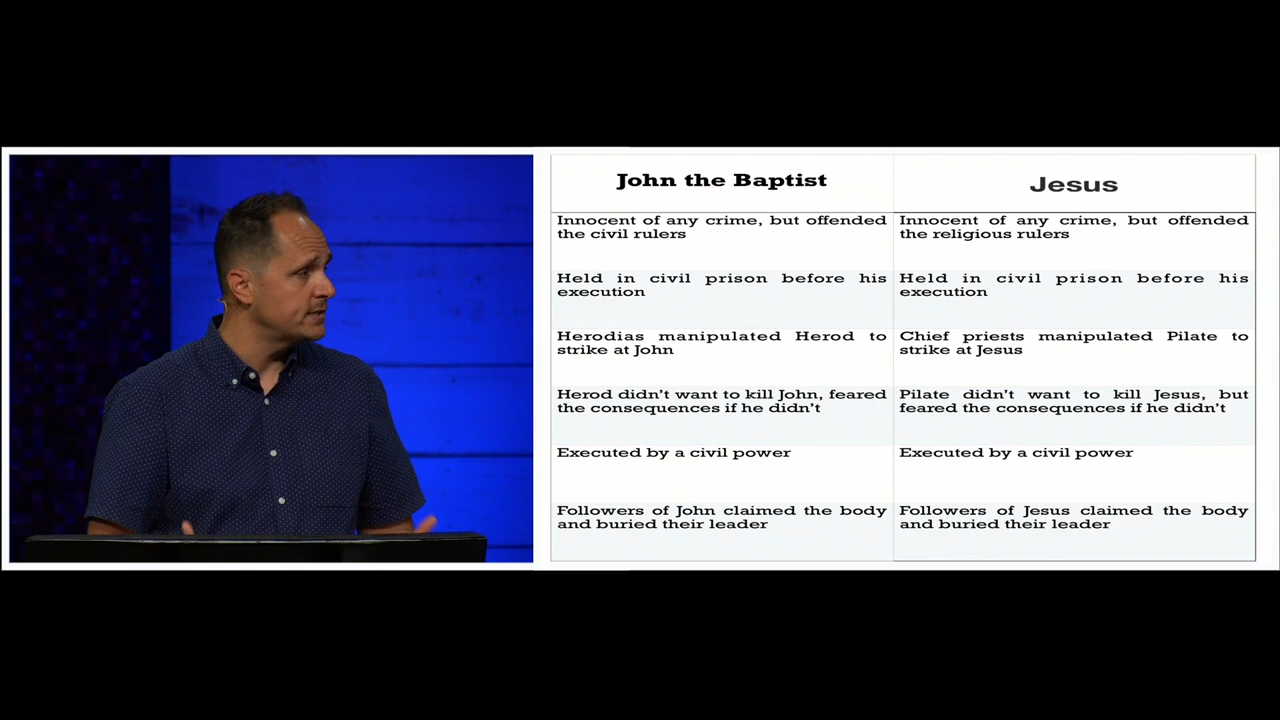 John the Baptist
Jesus
Innocent of any crime, but offended
the civil rulers
Innocent of any crime, but offended
the religious rulers
Held in civil prison before his
execution
Held in civil prison before his
execution
Herodias manipulated Herod to
strike at John
Chief priests manipulated Pilate to
strike at Jesus
Herod didn't want to kill John, feared
the consequences if he didn't
Pilate didn't want to kill Jesus, but
feared the consequences if he didn't
Executed by a civil power
Executed by a civil power
Followers of John claimed the body
and buried their leader
Followers of Jesus claimed the body
and buried their leader